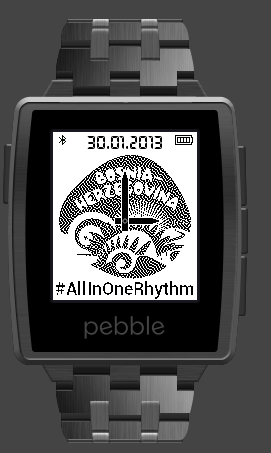 30.01.2013
BOSNIA
HERZEGOVINA
#AllInOneRhythm
pebble